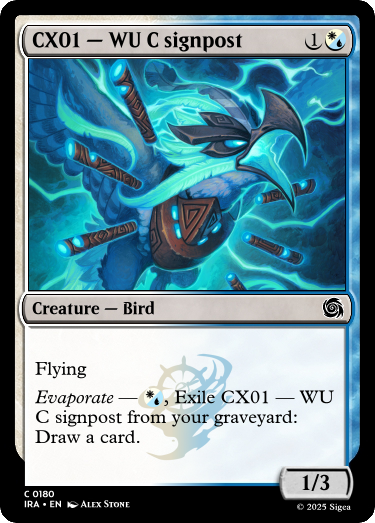 CX01 — WU C signpost 1
Creature — Bird
Flying
Evaporate — , Exile CX01 — WU
C signpost from your graveyard:
Draw a card.
1/3
C 0180
IRA • EN Alex Stone
© 2025 Sigea